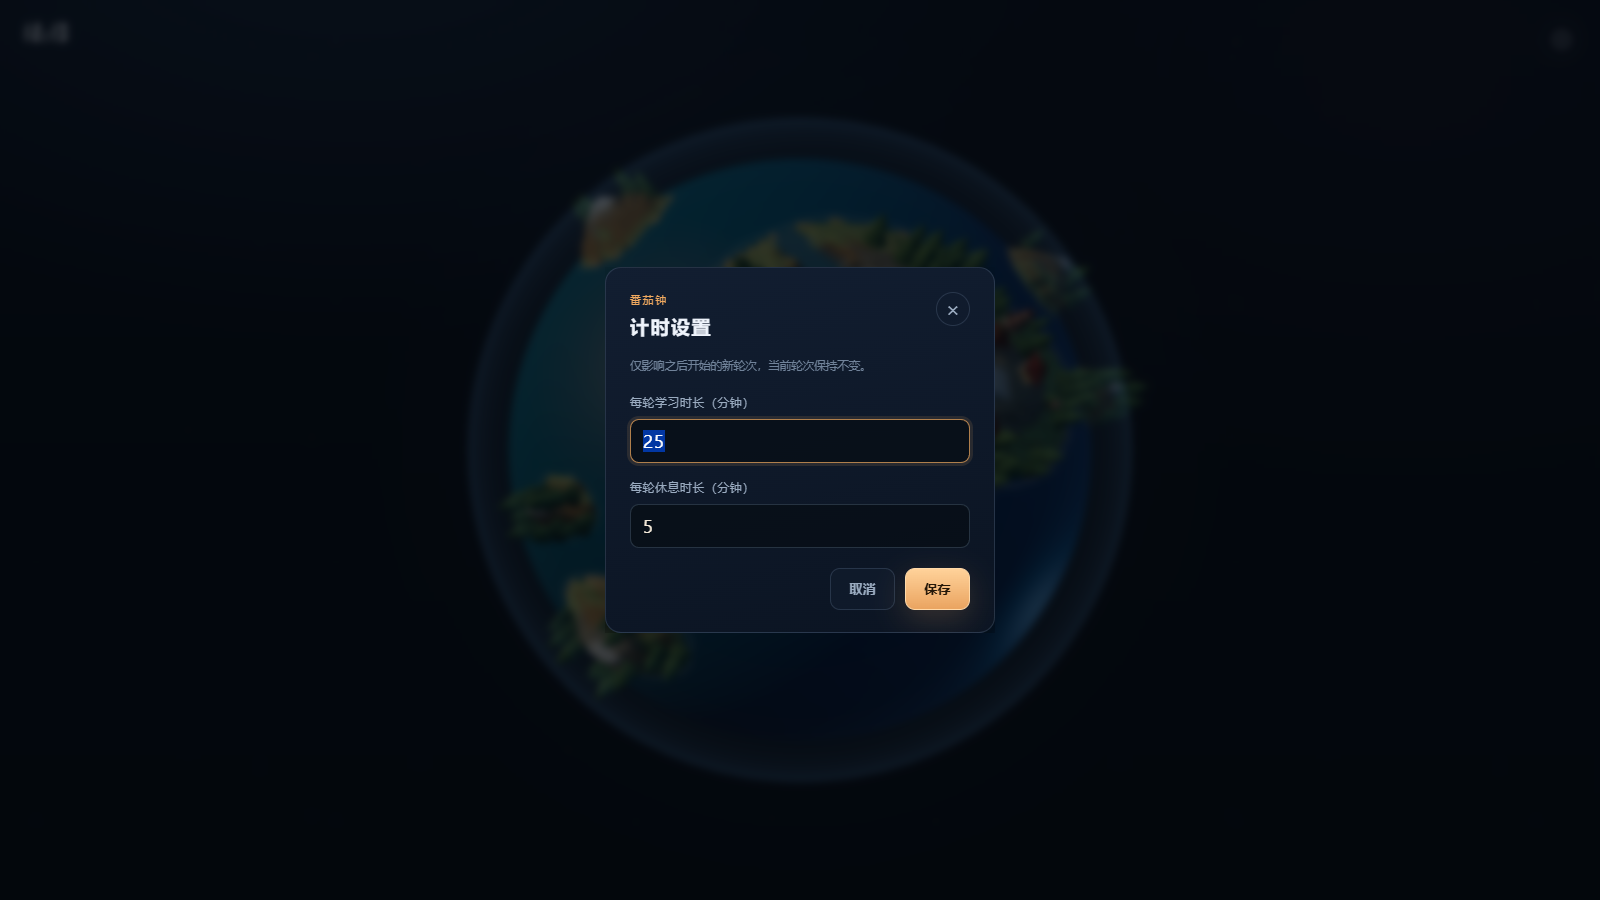 番茄钟
计时设置
仅影响之后开始的新轮次，当前轮次保持不变。
每轮学习时长（分钟）
25
每轮休息时长（分钟）
5
取消
保存